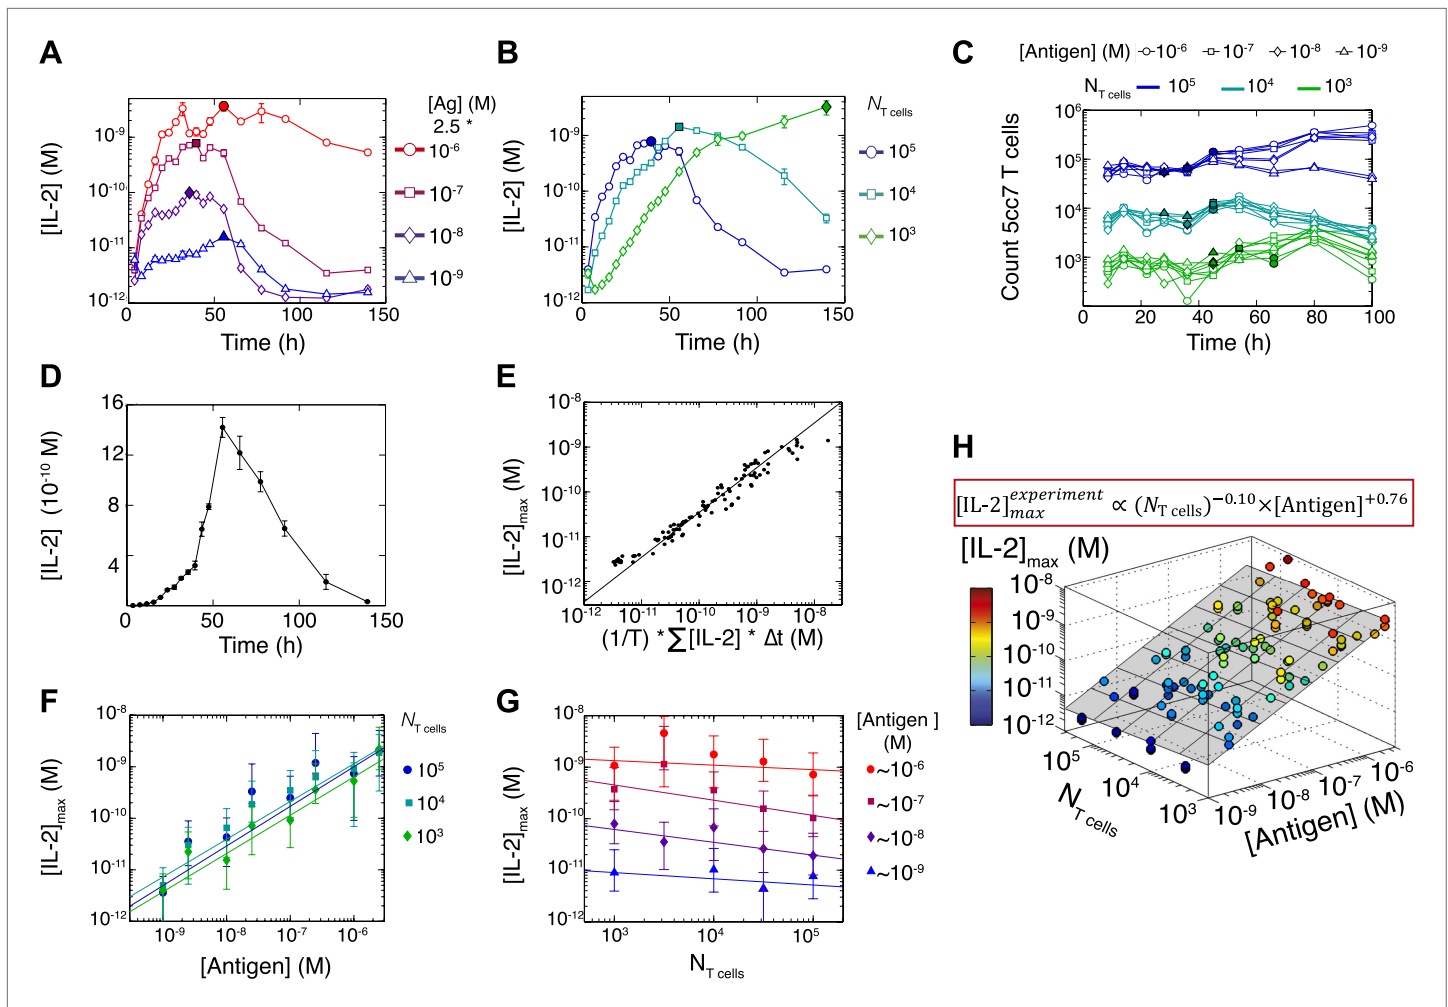 A
[IL-2] (M)
10⁻⁹
10⁻¹⁰
10⁻¹¹
10⁻¹²
0
50
100
150
Time (h)
[Ag] (M)
2.5 *
10⁻⁶
10⁻⁷
10⁻⁸
10⁻⁹
B
[IL-2] (M)
10⁻⁹
10⁻¹⁰
10⁻¹¹
10⁻¹²
0
50
100
150
Time (h)
N T cells
10⁵
10⁴
10³
C
[Antigen] (M) 10⁻⁶ 10⁻⁷ 10⁻⁸ 10⁻⁹
N T cells 10⁵ 10⁴ 10³
Count 5cc7 T cells
10⁶
10⁵
10⁴
10³
0 20 40 60 80 100
Time (h)
D
[IL-2] (10⁻¹⁰ M)
16
12
8
4
0 50 100 150
Time (h)
E
[IL-2]max (M)
10⁻⁸
10⁻⁹
10⁻¹⁰
10⁻¹¹
10⁻¹²
10⁻¹² 10⁻¹¹ 10⁻¹⁰ 10⁻⁹ 10⁻⁸
(1/T) * ∑[IL-2] * Δt (M)
F
[IL-2]max (M)
10⁻⁸
10⁻⁹
10⁻¹⁰
10⁻¹¹
10⁻¹²
10⁻⁹ 10⁻⁸ 10⁻⁷ 10⁻⁶
[Antigen] (M)
N T cells
10⁵
10⁴
10³
G
[IL-2]max (M)
10⁻⁸
10⁻⁹
10⁻¹⁰
10⁻¹¹
10⁻¹²
10³ 10⁴ 10⁵
N T cells
[Antigen ]
(M)
~10⁻⁶
~10⁻⁷
~10⁻⁸
~10⁻⁹
H
[IL-2]max^experiment ∝ (N T cells)^−0.10 × [Antigen]^+0.76
[IL-2]max (M)
10⁻⁸
10⁻⁹
10⁻¹⁰
10⁻¹¹
10⁻¹²
10⁵
10⁴
10³
N T cells
10⁻⁹
10⁻⁸
10⁻⁷
10⁻⁶
[Antigen] (M)